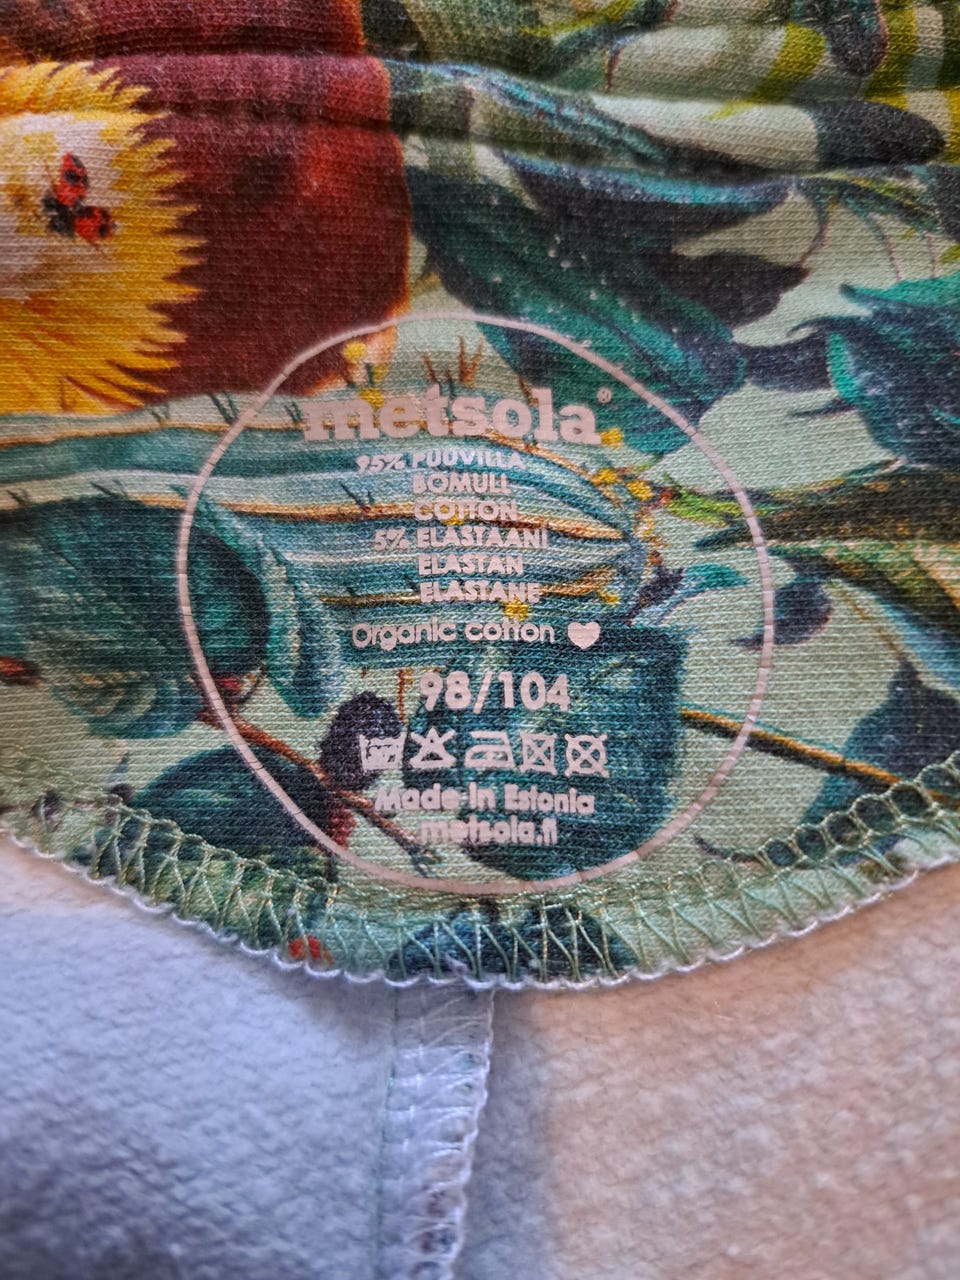 metsola®
95% PUUVILLA
BOMULL
COTTON
5% ELASTAANI
ELASTAN
ELASTANE
Organic cotton
98/104
Made in Estonia
metsola.fi